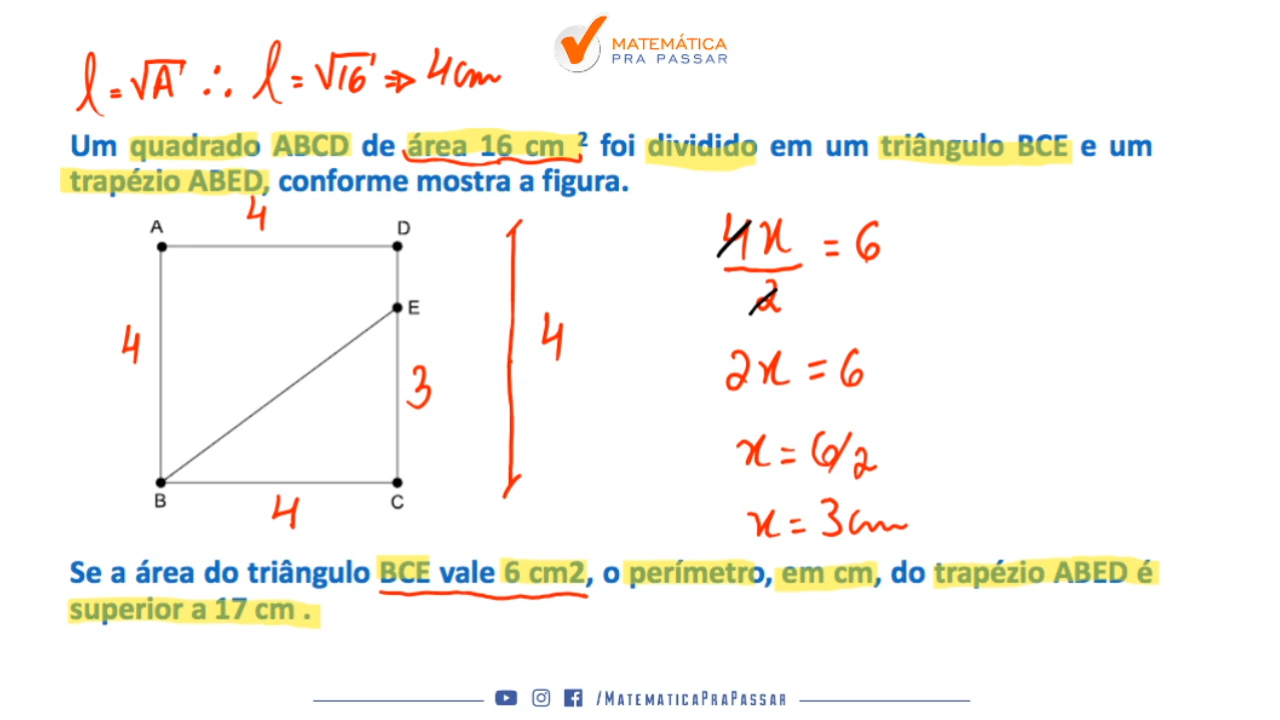 MATEMÁTICA
PRA PASSAR
l = √A ∴ l = √16 ⇒ 4cm
Um quadrado ABCD de área 16 cm ² foi dividido em um triângulo BCE e um
trapézio ABED, conforme mostra a figura.
4
A
D
4
E
3
B
4
C
4
4x/2 = 6
2x = 6
x = 6/2
x = 3cm
Se a área do triângulo BCE vale 6 cm2, o perímetro, em cm, do trapézio ABED é
superior a 17 cm .
/MATEMATICAPRAPASSAR